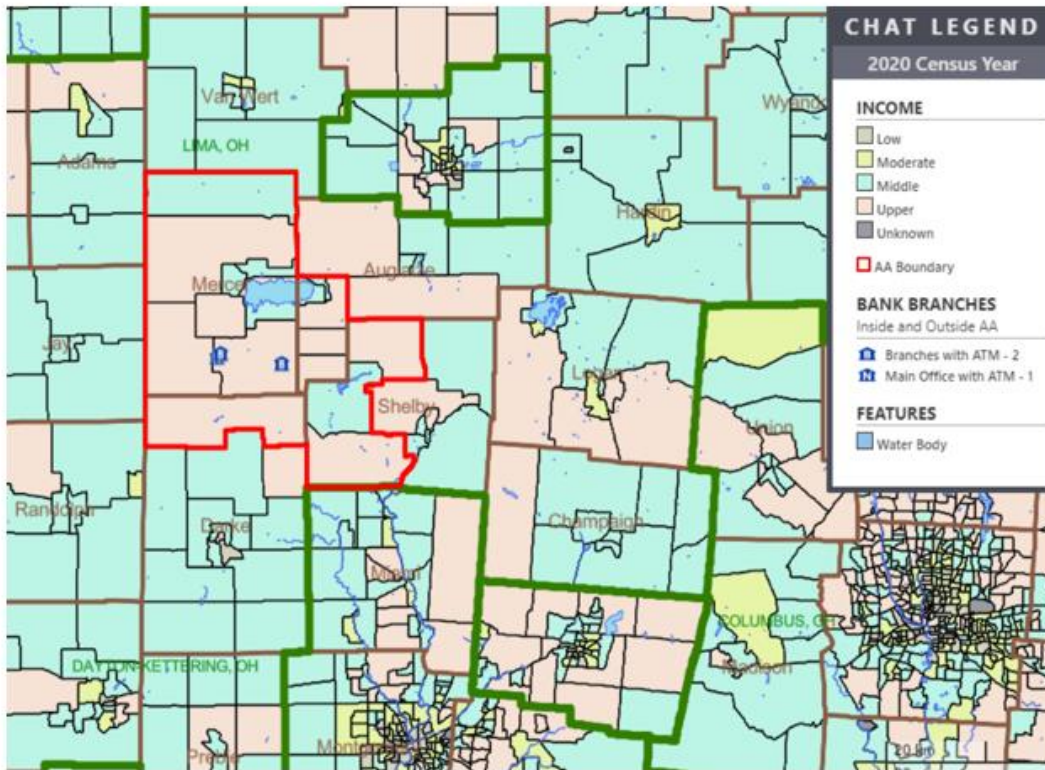 CHAT LEGEND
2020 Census Year
INCOME
Low
Moderate
Middle
Upper
Unknown
AA Boundary
BANK BRANCHES
Inside and Outside AA
Branches with ATM - 2
Main Office with ATM - 1
FEATURES
Water Body
Van Wert
LIMA, OH
Adams
Hardin
Mercer
Auglaize
Jay
Shelby
Union
Randolph
Darke
Champaign
Miami
COLUMBUS, OH
DAYTON-KETTERING, OH
Madison
Preble